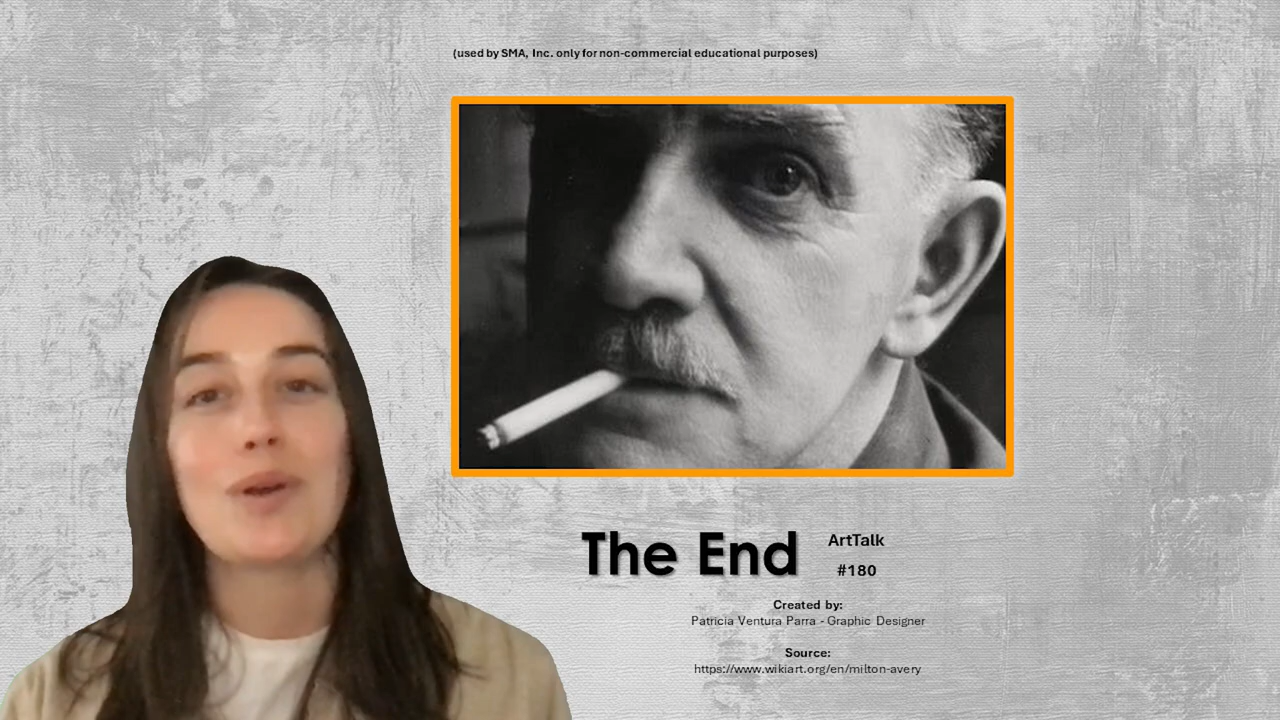 (used by SMA, Inc. only for non-commercial educational purposes)
The End
ArtTalk
#180
Created by:
Patricia Ventura Parra - Graphic Designer
Source:
https://www.wikiart.org/en/milton-avery